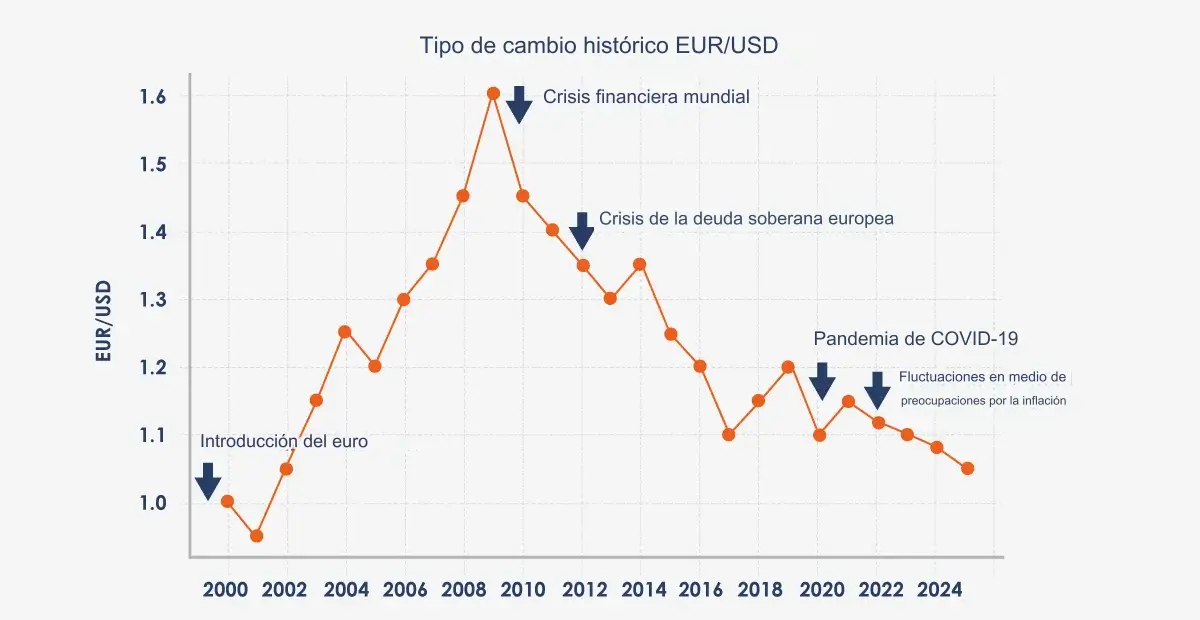 Tipo de cambio histórico EUR/USD
1.6
Crisis financiera mundial
1.5
1.4
Crisis de la deuda soberana europea
1.3
EUR/USD
Pandemia de COVID-19
1.2
Fluctuaciones en medio de
preocupaciones por la inflación
1.1
Introducción del euro
1.0
2000 2002 2004 2006 2008 2010 2012 2014 2016 2018 2020 2022 2024